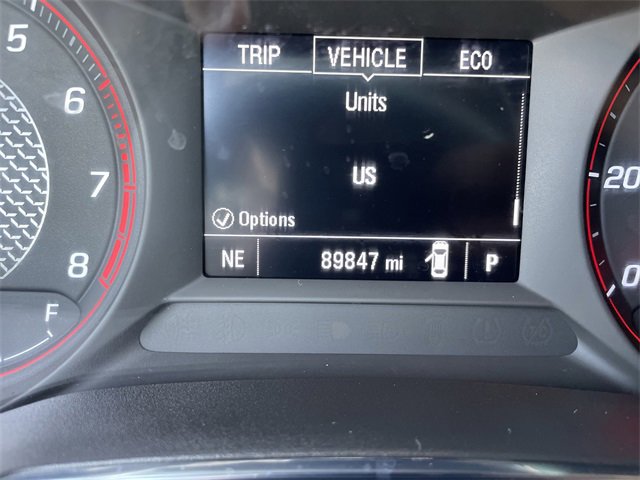 TRIP VEHICLE ECO
Units
US
Options
NE 89847 mi P
5
6
7
8
F
20
0